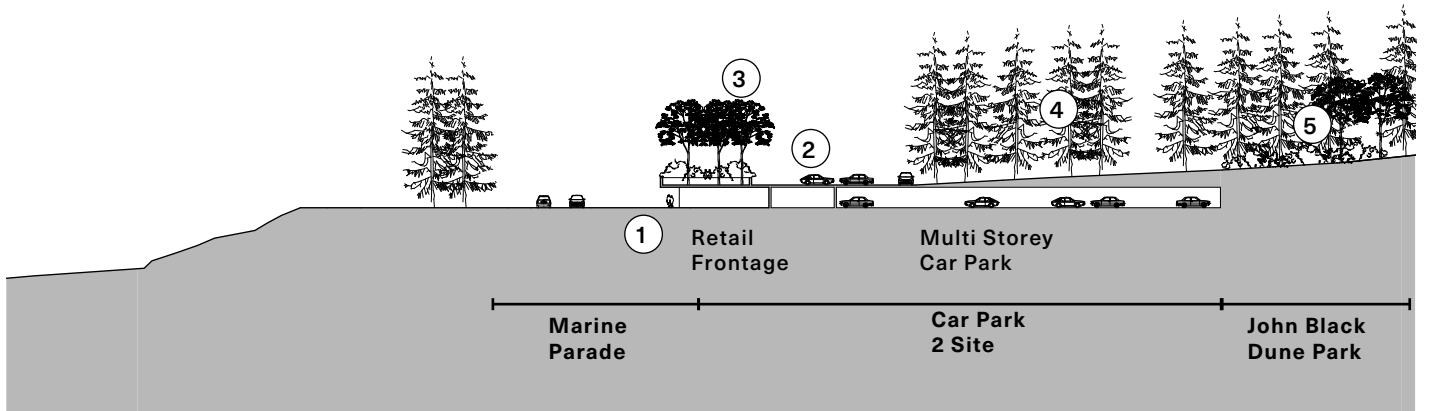 3
4
5
2
1
Retail
Frontage
Multi Storey
Car Park
Marine
Parade
Car Park
2 Site
John Black
Dune Park